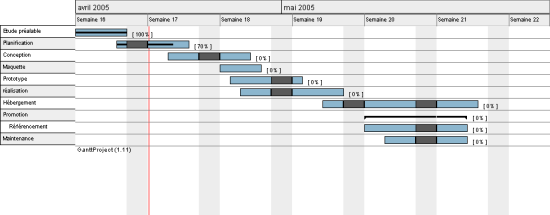 avril 2005 mai 2005
Semaine 16 Semaine 17 Semaine 18 Semaine 19 Semaine 20 Semaine 21 Semaine 22
Etude préalable [ 100% ]
Planification [ 70% ]
Conception [ 0% ]
Maquette [ 0% ]
Prototype [ 0% ]
réalisation [ 0% ]
Hébergement [ 0% ]
Promotion [ 0% ]
Référencement [ 0% ]
Maintenance [ 0% ]
GanttProject (1.11)